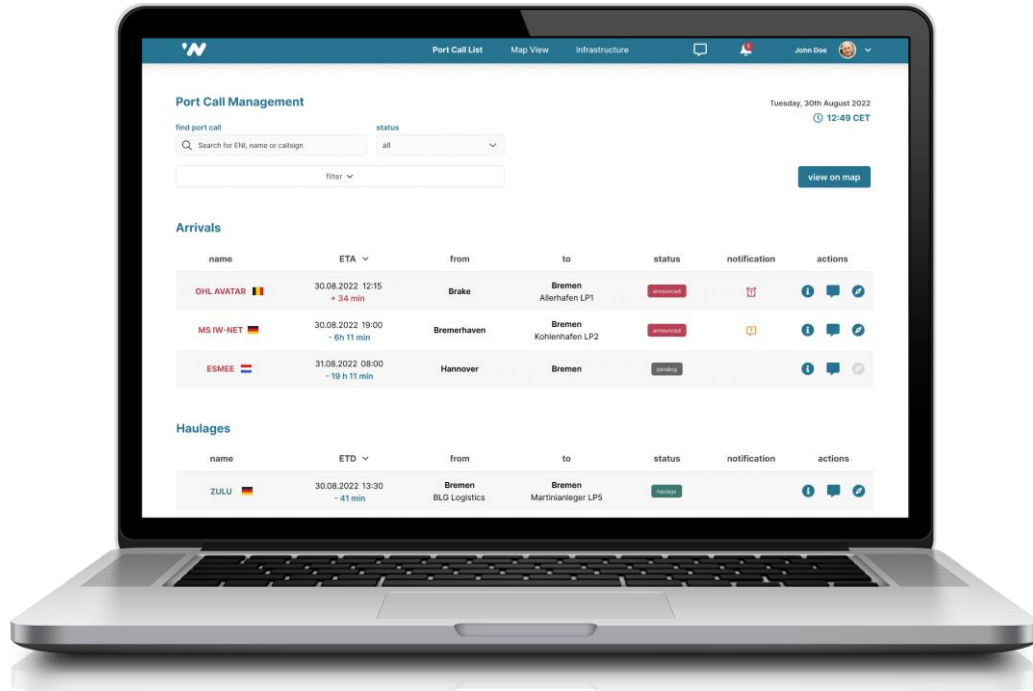 Port Call List Map View Infrastructure 1 John Doe
Port Call Management
Tuesday, 30th August 2022
12:49 CET
find port call status
Search for ENI, name or callsign all
filter
view on map
Arrivals
name ETA from to status notification actions
OHL AVATAR 30.08.2022 12:15 + 34 min Brake Bremen Allerhafen LP1 announced
MS IW-NET 30.08.2022 19:00 - 6h 11 min Bremerhaven Bremen Kohlenhafen LP2 announced
ESMEE 31.08.2022 08:00 - 19 h 11 min Hannover Bremen pending
Haulages
name ETD from to status notification actions
ZULU 30.08.2022 13:30 - 41 min Bremen BLG Logistics Bremen Martinianleger LP5 haulage